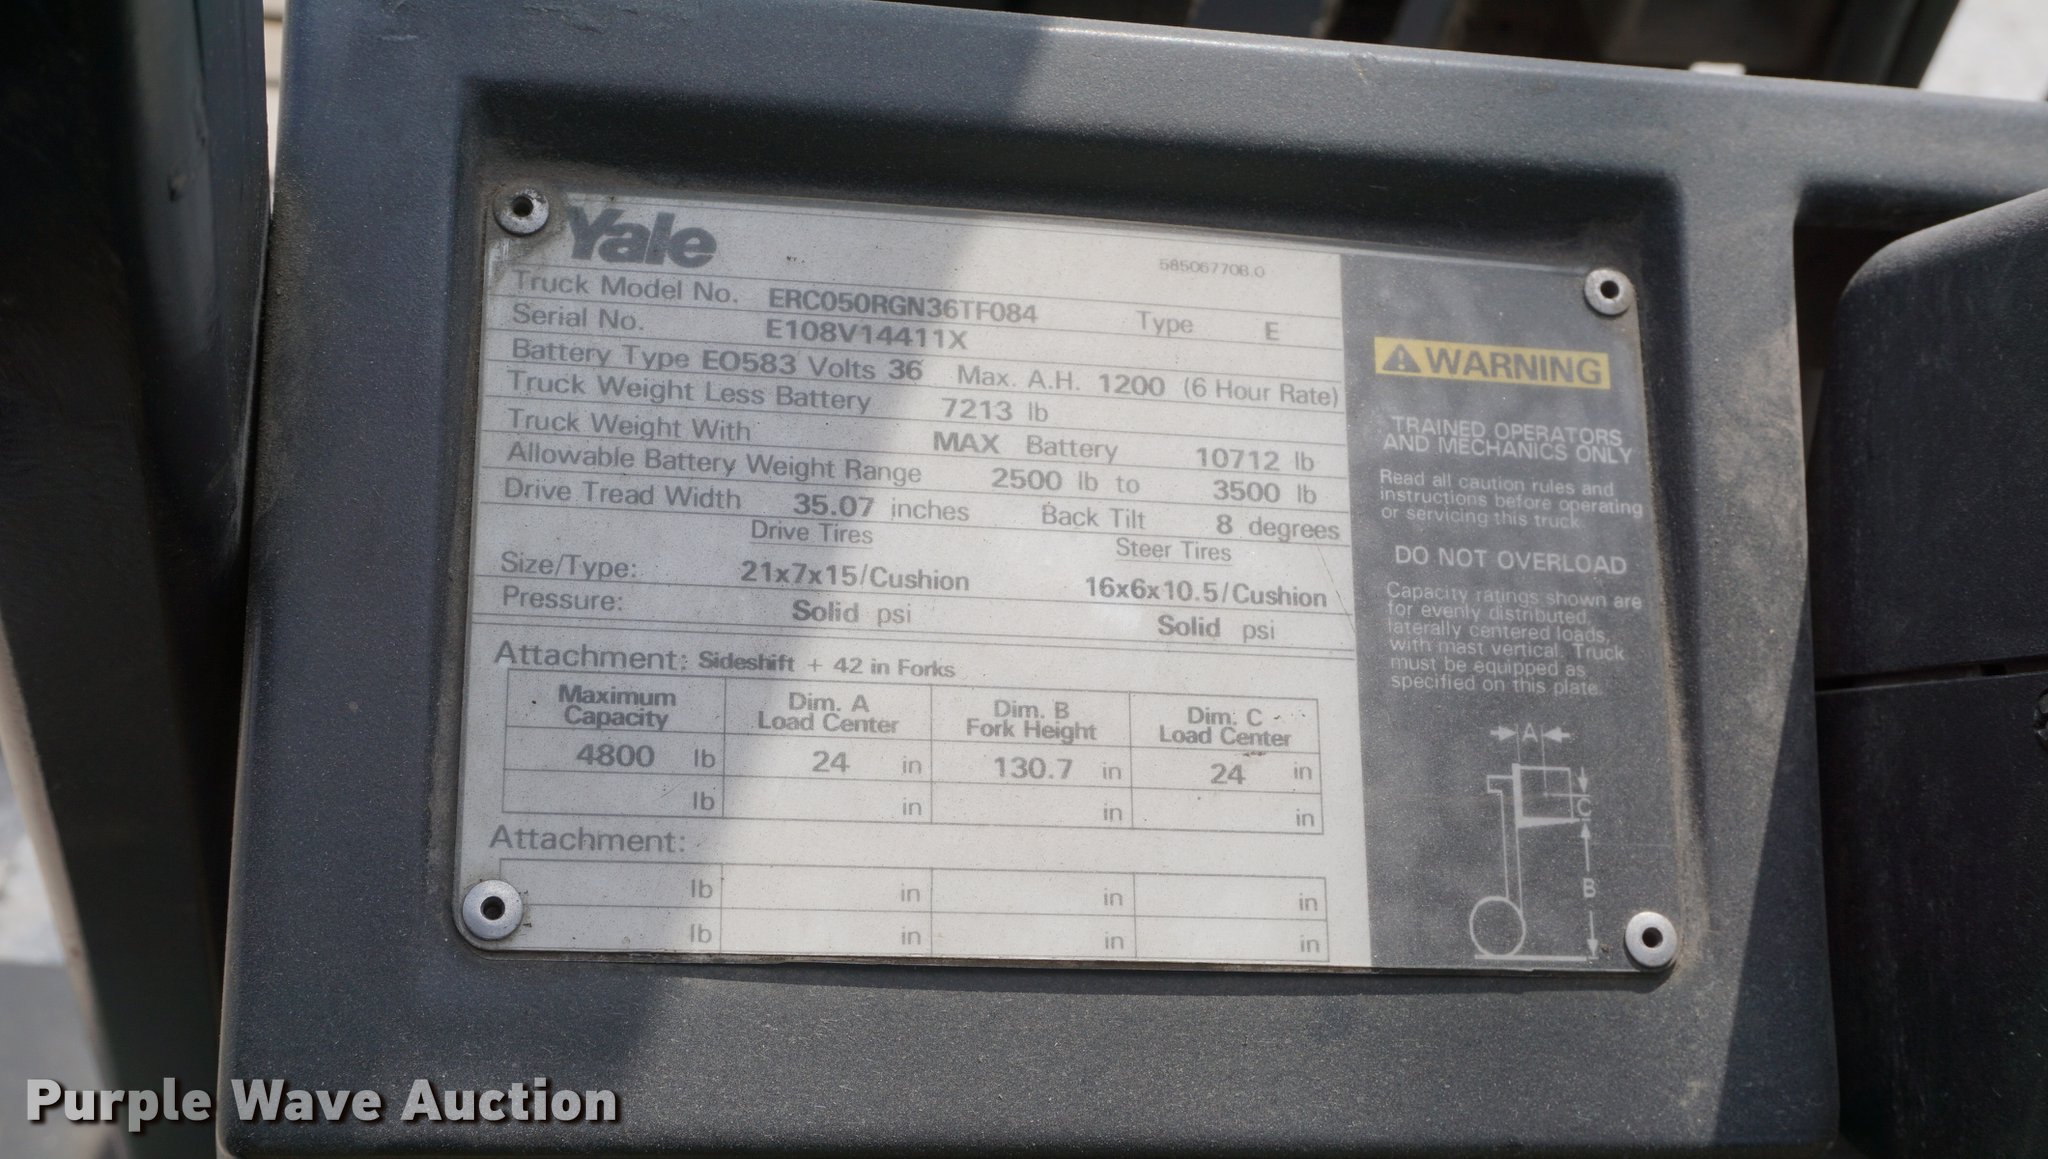 Yale
585067708.0
Truck Model No. ERC050RGN36TF084 Type E
Serial No. E108V14411X
Battery Type EO583 Volts 36 Max. A.H. 1200 (6 Hour Rate)
Truck Weight Less Battery 7213 lb
Truck Weight With MAX Battery 10712 lb
Allowable Battery Weight Range 2500 lb to 3500 lb
Drive Tread Width 35.07 inches Back Tilt 8 degrees
Drive Tires Steer Tires
Size/Type: 21x7x15/Cushion 16x6x10.5/Cushion
Pressure: Solid psi Solid psi
Attachment: Sideshift + 42 in Forks
Maximum Capacity Dim. A Load Center Dim. B Fork Height Dim. C Load Center
4800 lb 24 in 130.7 in 24 in
lb in in in
Attachment:
lb in in in
lb in in in
WARNING
TRAINED OPERATORS
AND MECHANICS ONLY
Read all caution rules and
instructions before operating
or servicing this truck
DO NOT OVERLOAD
Capacity ratings shown are
for evenly distributed,
laterally centered loads,
with mast vertical. Truck
must be equipped as
specified on this plate.
A
C
B
Purple Wave Auction